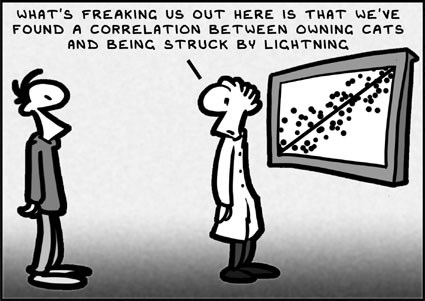 WHAT'S FREAKING US OUT HERE IS THAT WE'VE
FOUND A CORRELATION BETWEEN OWNING CATS
AND BEING STRUCK BY LIGHTNING